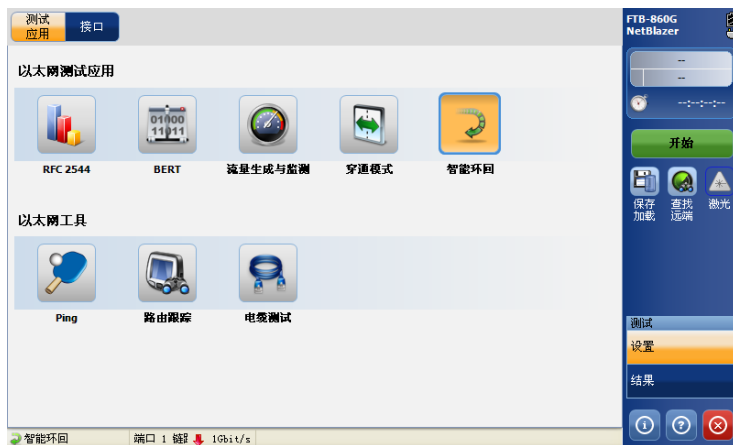 测试
应用
接口
FTB-860G
NetBlazer
以太网测试应用
RFC 2544
01000
11011
BERT
流量生成与监测
穿通模式
智能环回
以太网工具
Ping
路由跟踪
电缆测试
--
--
--:--:--
开始
保存
加载
查找
远端
激光
测试
设置
结果
智能环回
端口 1 链路
1Gbit/s